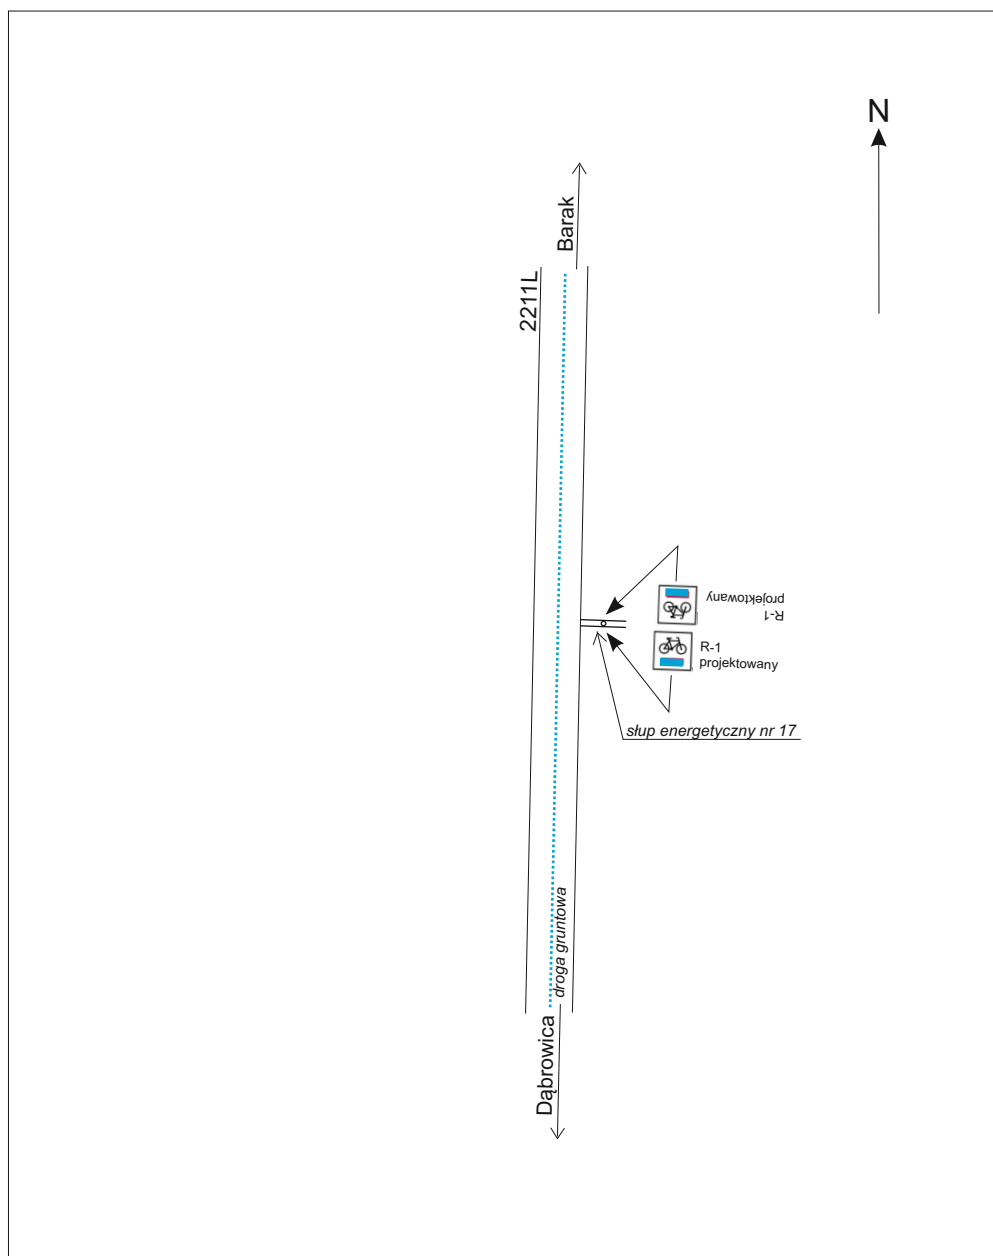 N
Barak
2211L
R-1
projektowany
R-1
projektowany
słup energetyczny nr 17
droga gruntowa
Dąbrowica